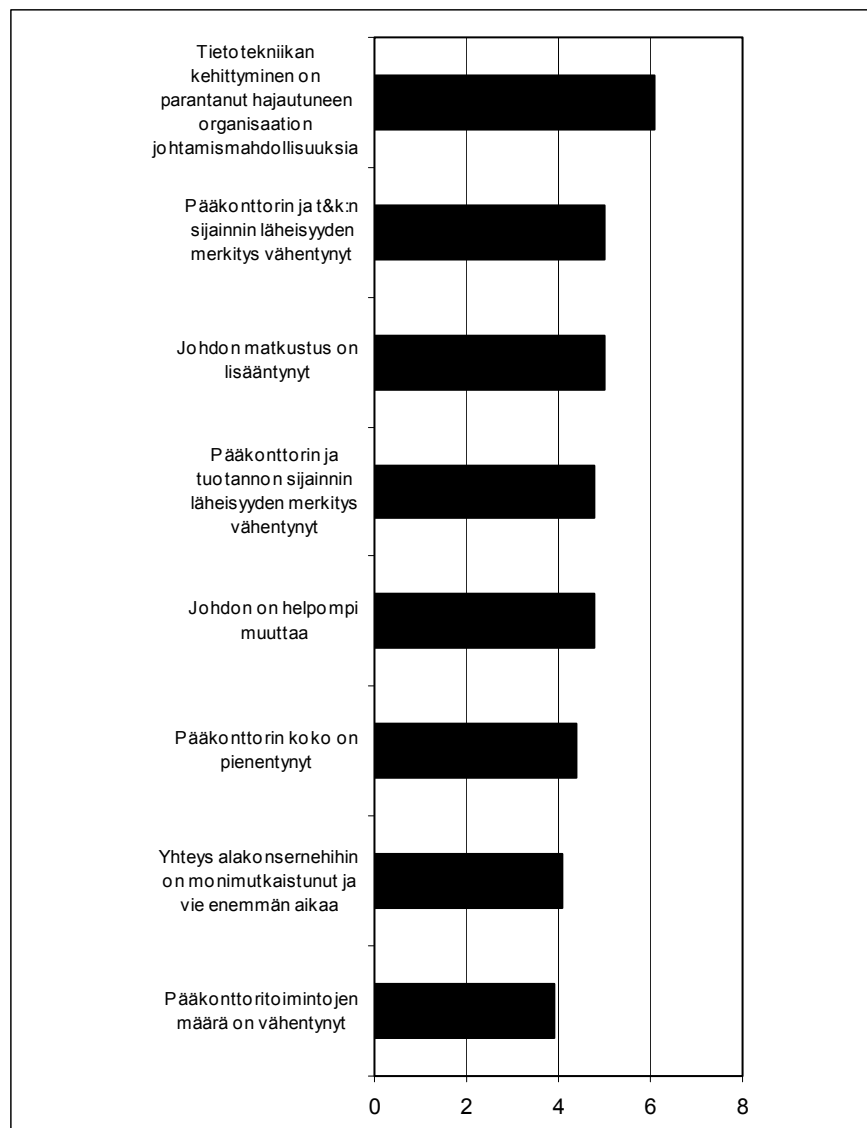 Tietotekniikan
kehittyminen on
parantanut hajautuneen
organisaation
johtamismahdollisuuksia
Pääkonttorin ja t&k:n
sijainnin läheisyyden
merkitys vähentynyt
Johdon matkustus on
lisääntynyt
Pääkonttorin ja
tuotannon sijainnin
läheisyyden merkitys
vähentynyt
Johdon on helpompi
muuttaa
Pääkonttorin koko on
pienentynyt
Yhteys alakonsernehihin
on monimutkaistunut ja
vie enemmän aikaa
Pääkonttoritoimintojen
määrä on vähentynyt
0 2 4 6 8